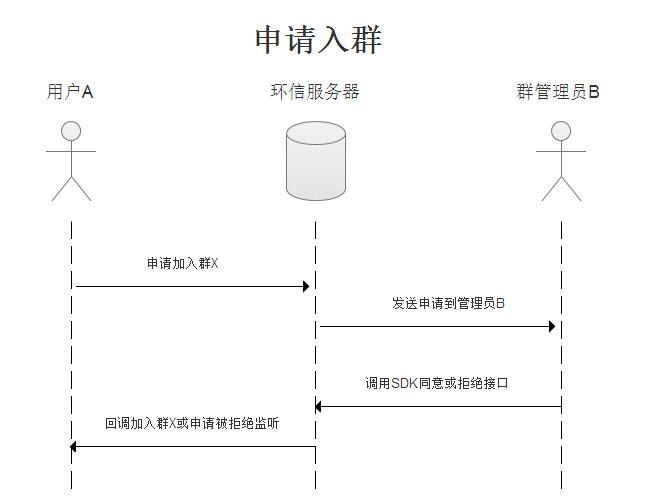 申请入群
用户A
环信服务器
群管理员B
申请加入群X
发送申请到管理员B
调用SDK同意或拒绝接口
回调加入群X或申请被拒绝监听